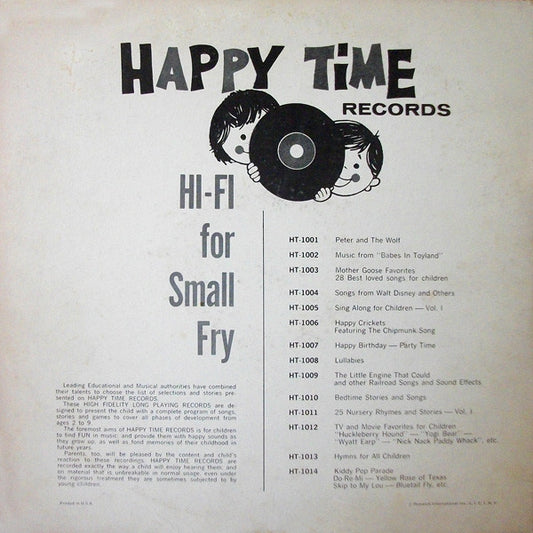 HAPPY TiME
RECORDS
HI-FI
for
Small
Fry
HT-1001 Peter and The Wolf
HT-1002 Music from "Babes In Toyland"
HT-1003 Mother Goose Favorites
28 Best loved songs for children
HT-1004 Songs from Walt Disney and Others
HT-1005 Sing Along for Children — Vol. I
HT-1006 Happy Crickets
Featuring The Chipmunk Song
HT-1007 Happy Birthday — Party Time
HT-1008 Lullabies
HT-1009 The Little Engine That Could
and other Railroad Songs and Sound Effects
HT-1010 Bedtime Stories and Songs
HT-1011 25 Nursery Rhymes and Stories — Vol. I
HT-1012 TV and Movie Favorites for Children
"Huckleberry Hound" — "Yogi Bear" —
"Wyatt Earp" — "Nick Nack Paddy Whack", etc.
HT-1013 Hymns for All Children
HT-1014 Kiddy Pop Parade
Do-Re-Mi — Yellow Rose of Texas
Skip to My Lou — Bluetail Fly, etc.
Leading Educational and Musical authorities have combined
their talents to choose the list of selections and stories pre-
sented on HAPPY TIME RECORDS.
These HIGH FIDELITY LONG PLAYING RECORDS are de-
signed to present the child with a complete program of songs,
stories and games to cover all phases of development from
ages 2 to 9.
The foremost aims of HAPPY TIME RECORDS is for children
to find FUN in music: and provide them with happy sounds as
they grow up: as well as fond memories of their childhood in
future years.
Parents, too, will be pleased by the content and child's
reaction to these recordings. HAPPY TIME RECORDS are
recorded exactly the way a child will enjoy hearing them, and
on material that is unbreakable in normal usage, even under
the rigorous treatment they are sometimes subjected to by
young children.
Printed in U.S.A.